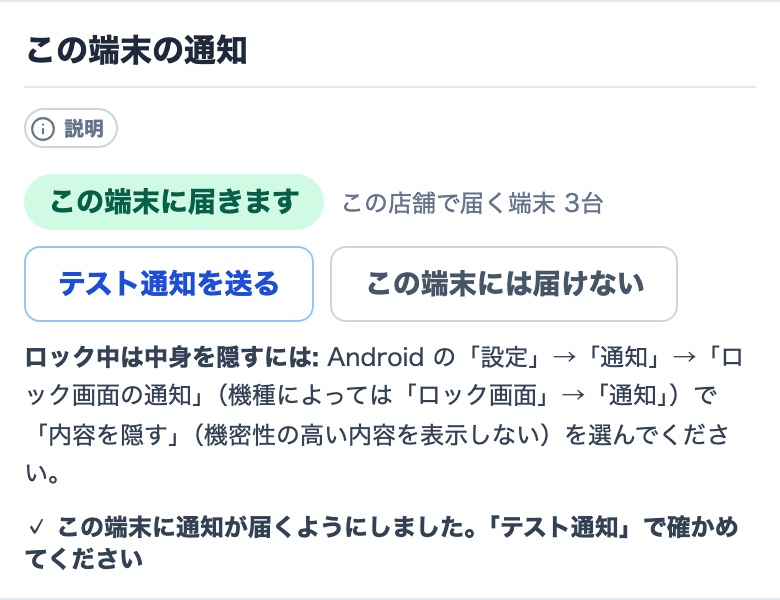 この端末の通知
説明
この端末に届きます この店舗で届く端末 3台
テスト通知を送る この端末には届けない
ロック中は中身を隠すには: Android の「設定」→「通知」→「ロ
ック画面の通知」（機種によっては「ロック画面」→「通知」）で
「内容を隠す」（機密性の高い内容を表示しない）を選んでくださ
い。
✓ この端末に通知が届くようにしました。「テスト通知」で確かめ
てください